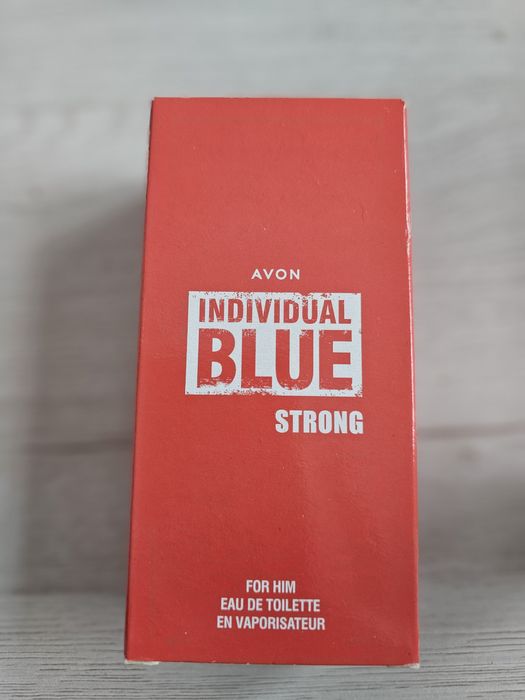 AVON
INDIVIDUAL
BLUE
STRONG
FOR HIM
EAU DE TOILETTE
EN VAPORISATEUR